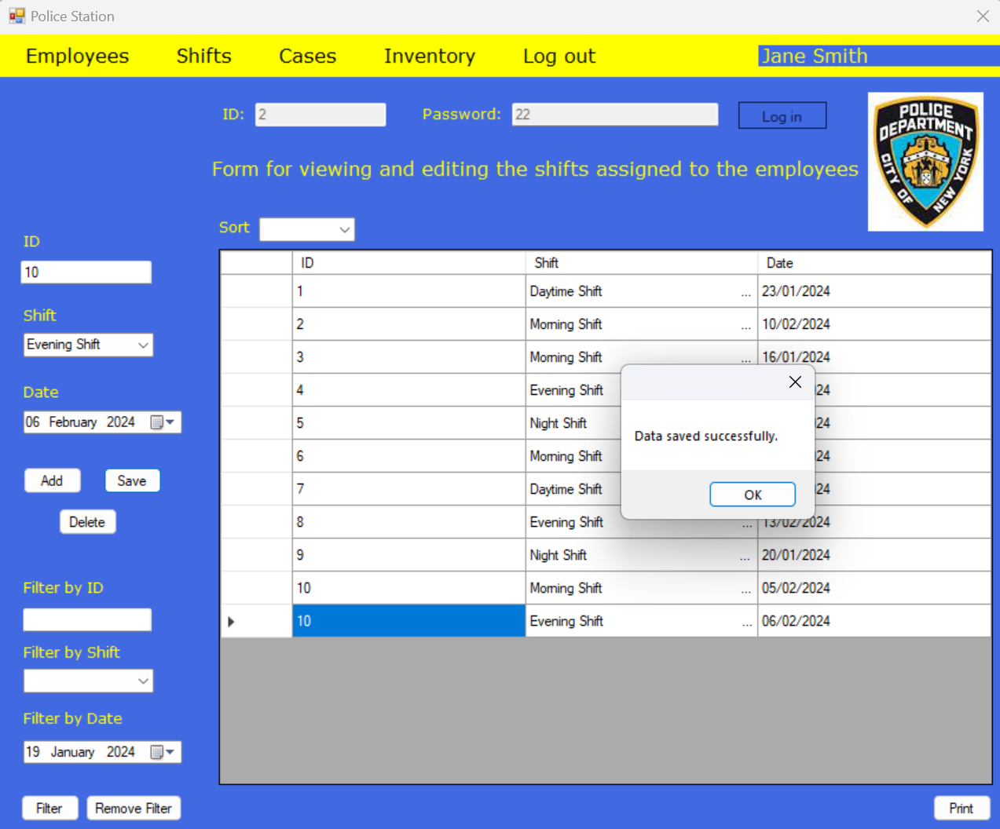 Police Station
Employees Shifts Cases Inventory Log out Jane Smith
ID: 2 Password: 22 Log in
POLICE
DEPARTMENT
CITY OF
NEW YORK
Form for viewing and editing the shifts assigned to the employees
Sort
ID
10
Shift
Evening Shift
Date
06 February 2024
Add Save
Delete
Filter by ID
Filter by Shift
Filter by Date
19 January 2024
Filter Remove Filter
ID Shift Date
1 Daytime Shift ... 23/01/2024
2 Morning Shift ... 10/02/2024
3 Morning Shift ... 16/01/2024
4 Evening Shift 24
5 Night Shift 24
6 Morning Shift 24
7 Daytime Shift 24
8 Evening Shift ... 13/02/2024
9 Night Shift ... 20/01/2024
10 Morning Shift ... 05/02/2024
10 Evening Shift ... 06/02/2024
Data saved successfully.
OK
Print